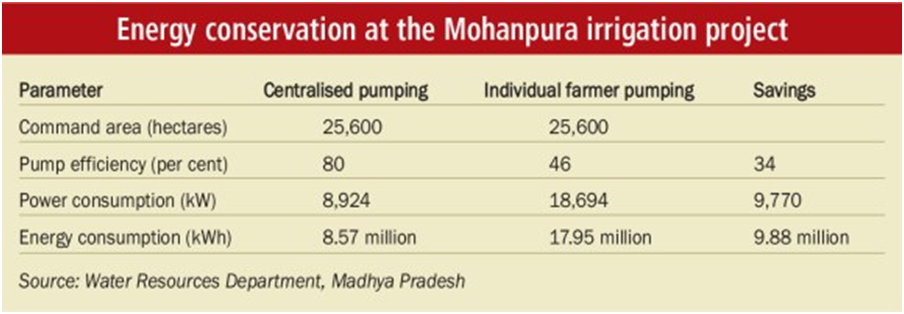 Energy conservation at the Mohanpura irrigation project
Parameter Centralised pumping Individual farmer pumping Savings
Command area (hectares) 25,600 25,600
Pump efficiency (per cent) 80 46 34
Power consumption (kW) 8,924 18,694 9,770
Energy consumption (kWh) 8.57 million 17.95 million 9.88 million
Source: Water Resources Department, Madhya Pradesh